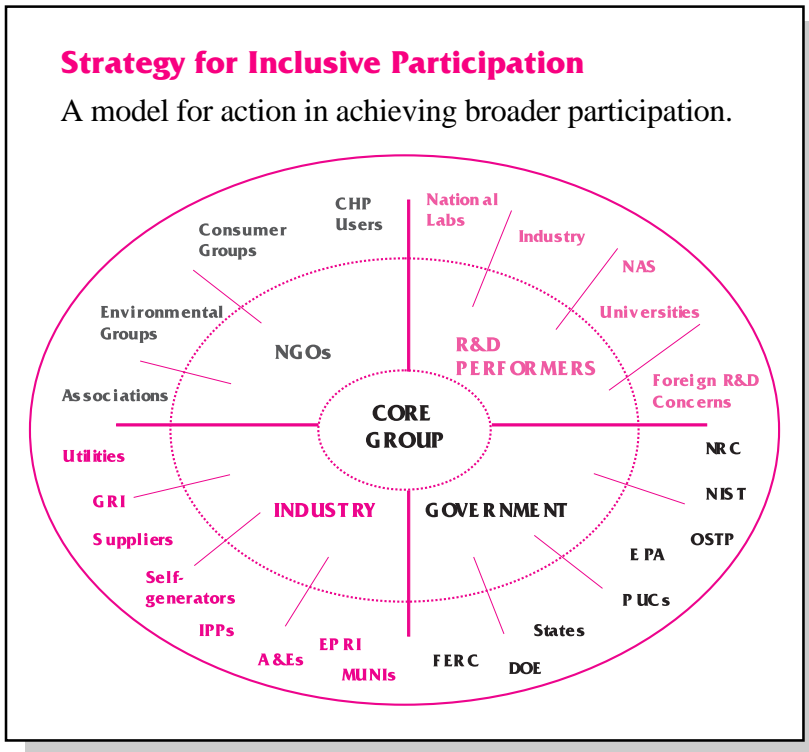 Strategy for Inclusive Participation
A model for action in achieving broader participation.
CHP
Users
Consumer
Groups
Environmental
Groups
Associations
NGOs
National
Labs
Industry
NAS
Universities
Foreign R&D
Concerns
R&D
PERFORMERS
CORE
GROUP
Utilities
GRI
Suppliers
Self-
generators
IPPs
A&Es
EPRI
MUNIs
INDUSTRY
GOVERNMENT
NRC
NIST
OSTP
EPA
PUCs
States
DOE
FERC